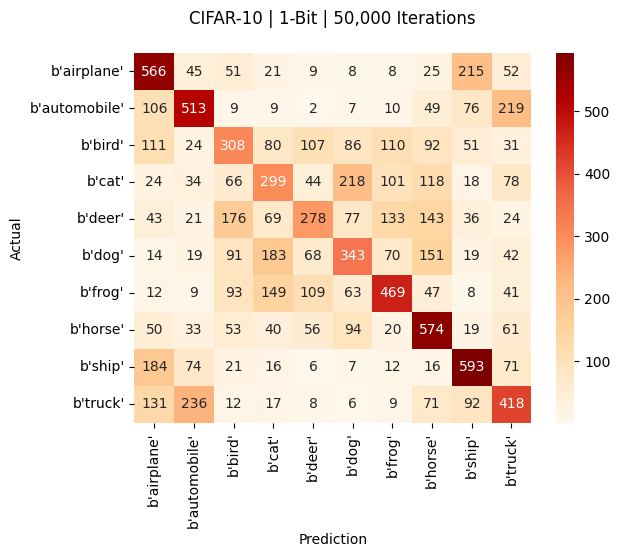 CIFAR-10 | 1-Bit | 50,000 Iterations
b'airplane' 566 45 51 21 9 8 8 25 215 52
b'automobile' 106 513 9 9 2 7 10 49 76 219
b'bird' 111 24 308 80 107 86 110 92 51 31
b'cat' 24 34 66 299 44 218 101 118 18 78
b'deer' 43 21 176 69 278 77 133 143 36 24
b'dog' 14 19 91 183 68 343 70 151 19 42
b'frog' 12 9 93 149 109 63 469 47 8 41
b'horse' 50 33 53 40 56 94 20 574 19 61
b'ship' 184 74 21 16 6 7 12 16 593 71
b'truck' 131 236 12 17 8 6 9 71 92 418
Actual
b'airplane' b'automobile' b'bird' b'cat' b'deer' b'dog' b'frog' b'horse' b'ship' b'truck'
Prediction
500
400
300
200
100